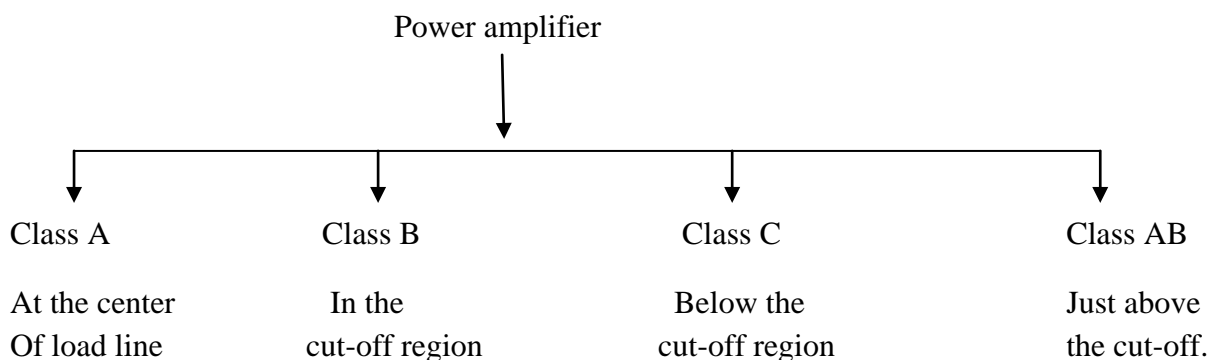 Power amplifier
Class A Class B Class C Class AB
At the center In the Below the Just above
Of load line cut-off region cut-off region the cut-off.